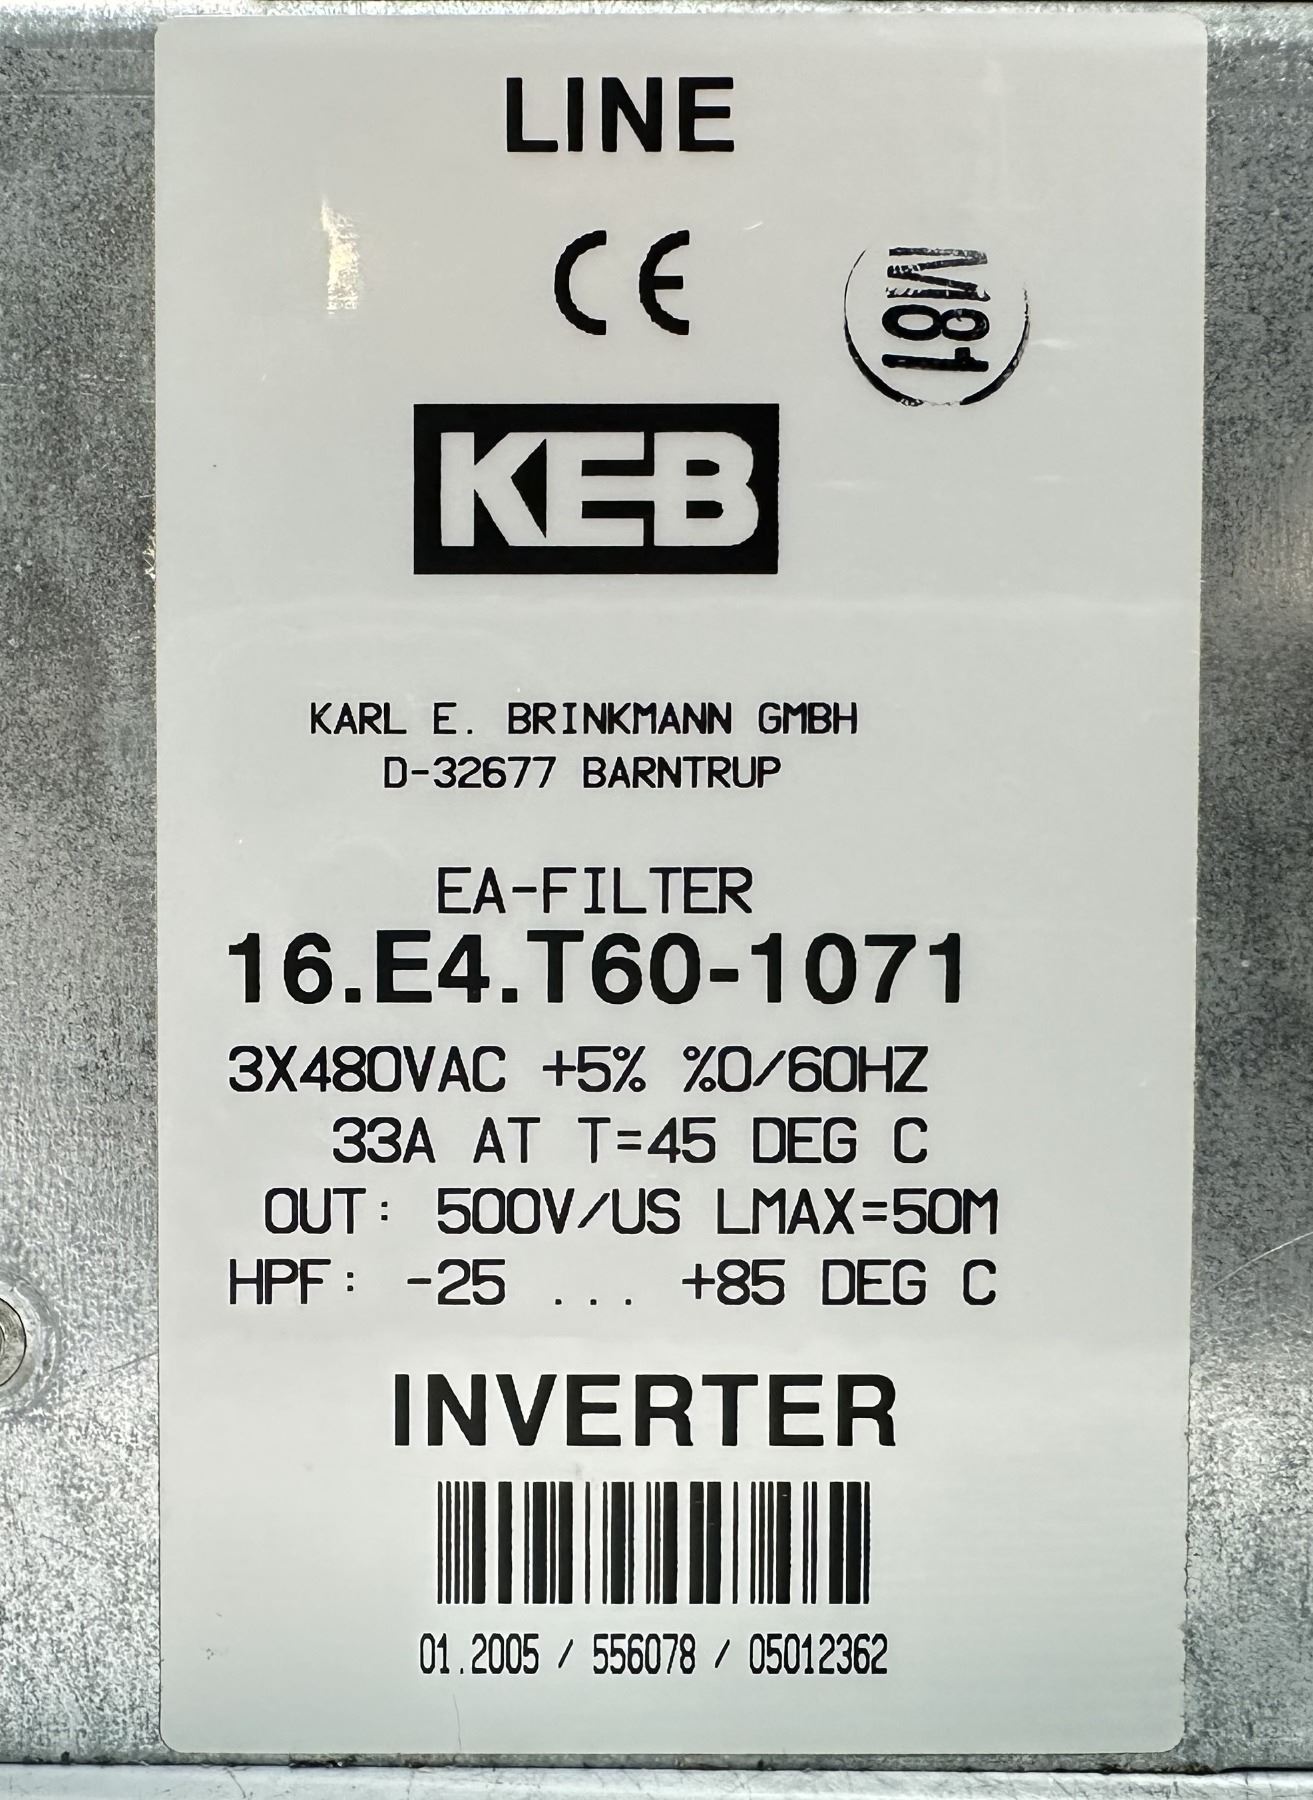 LINE
CE
M81
KEB
KARL E. BRINKMANN GMBH
D-32677 BARNTRUP
EA-FILTER
16.E4.T60-1071
3X480VAC +5% %0/60HZ
33A AT T=45 DEG C
OUT: 500V/US LMAX=50M
HPF: -25 ... +85 DEG C
INVERTER
01.2005 / 556078 / 05012362